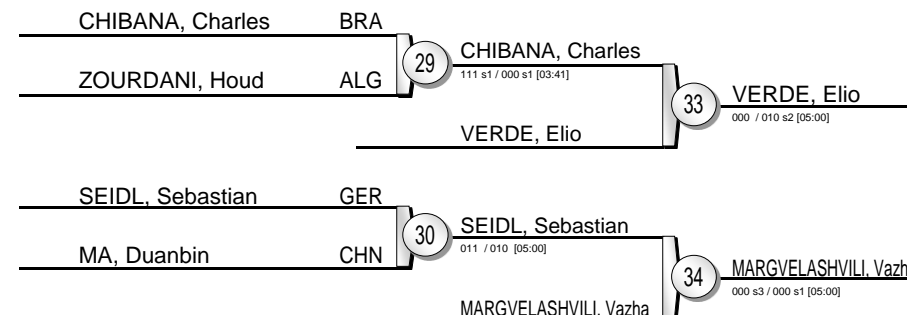 CHIBANA, Charles BRA
ZOURDANI, Houd ALG
29
CHIBANA, Charles
111 s1 / 000 s1 [03:41]
VERDE, Elio
33
VERDE, Elio
000 / 010 s2 [05:00]
SEIDL, Sebastian GER
MA, Duanbin CHN
30
SEIDL, Sebastian
011 / 010 [05:00]
MARGVELASHVILI, Vazha
34
MARGVELASHVILI, Vazh
000 s3 / 000 s1 [05:00]